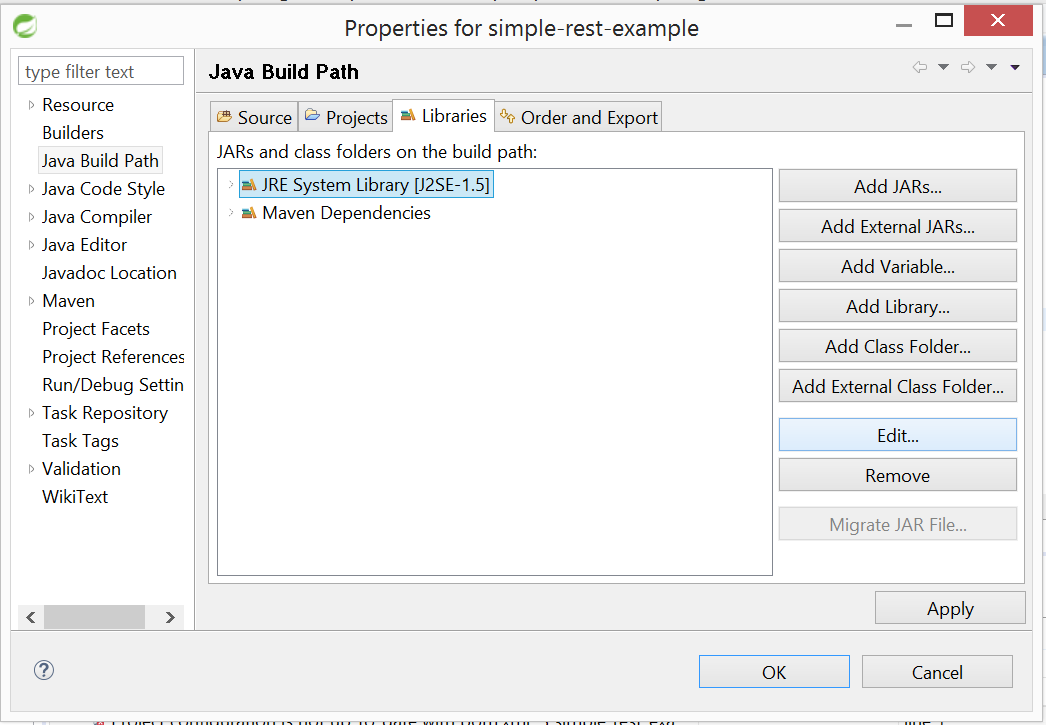 Properties for simple-rest-example
type filter text
Resource
Builders
Java Build Path
Java Code Style
Java Compiler
Java Editor
Javadoc Location
Maven
Project Facets
Project References
Run/Debug Settin
Task Repository
Task Tags
Validation
WikiText
Java Build Path
Source
Projects
Libraries
Order and Export
JARs and class folders on the build path:
JRE System Library [J2SE-1.5]
Maven Dependencies
Add JARs...
Add External JARs...
Add Variable...
Add Library...
Add Class Folder...
Add External Class Folder...
Edit...
Remove
Migrate JAR File...
Apply
?
OK
Cancel